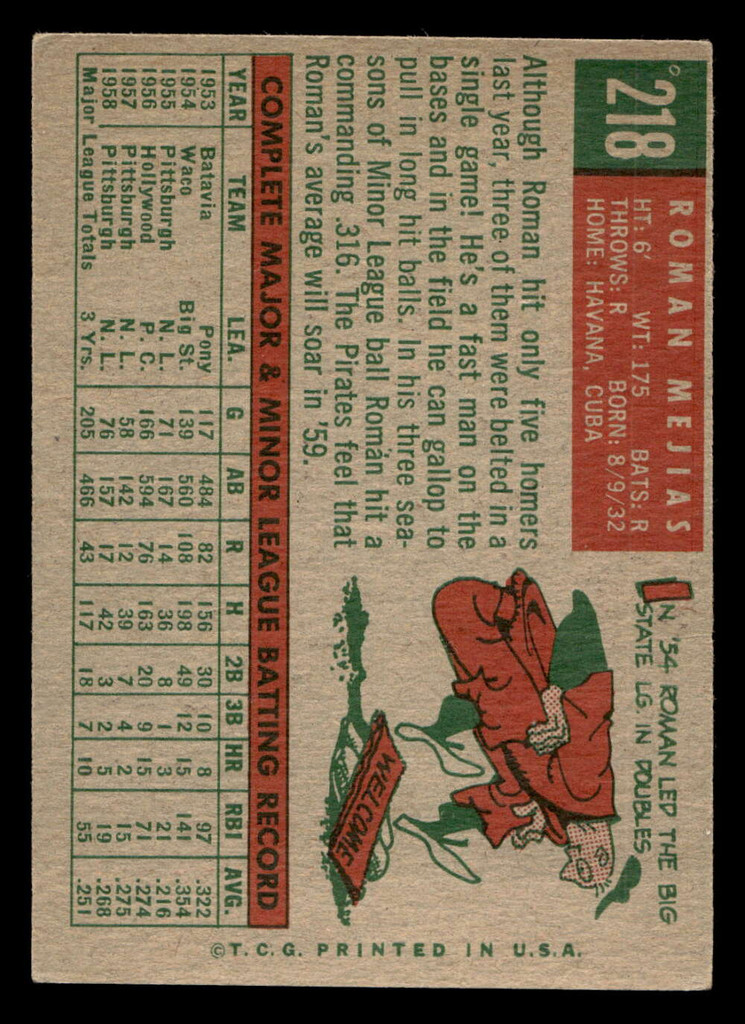 218
ROMAN MEJIAS
HT: 6' WT: 175 BATS: R
THROWS: R BORN: 8/9/32
HOME: HAVANA, CUBA
IN '54 ROMAN LED THE BIG
STATE LG. IN DOUBLES
WELCOME
Although Roman hit only five homers
last year, three of them were belted in a
single game! He's a fast man on the
bases and in the field he can gallop to
pull in long hit balls. In his three sea-
sons of Minor League ball Roman hit a
commanding .316. The Pirates feel that
Roman's average will soar in '59.
COMPLETE MAJOR & MINOR LEAGUE BATTING RECORD
YEAR TEAM LEA. G AB R H 2B 3B HR RBI AVG.
1953 Batavia Pony 117 484 82 156 30 10 8 97 .322
1954 Waco Big St. 139 560 108 198 49 12 15 141 .354
1955 Pittsburgh N. L. 71 167 14 36 8 1 3 21 .216
1956 Hollywood P. C. 166 594 76 163 20 9 15 71 .274
1957 Pittsburgh N. L. 58 142 12 39 7 4 2 15 .275
1958 Pittsburgh N. L. 76 157 17 42 3 2 5 19 .268
Major League Totals 3 Yrs. 205 466 43 117 18 7 10 55 .251
©T.C.G. PRINTED IN U.S.A.